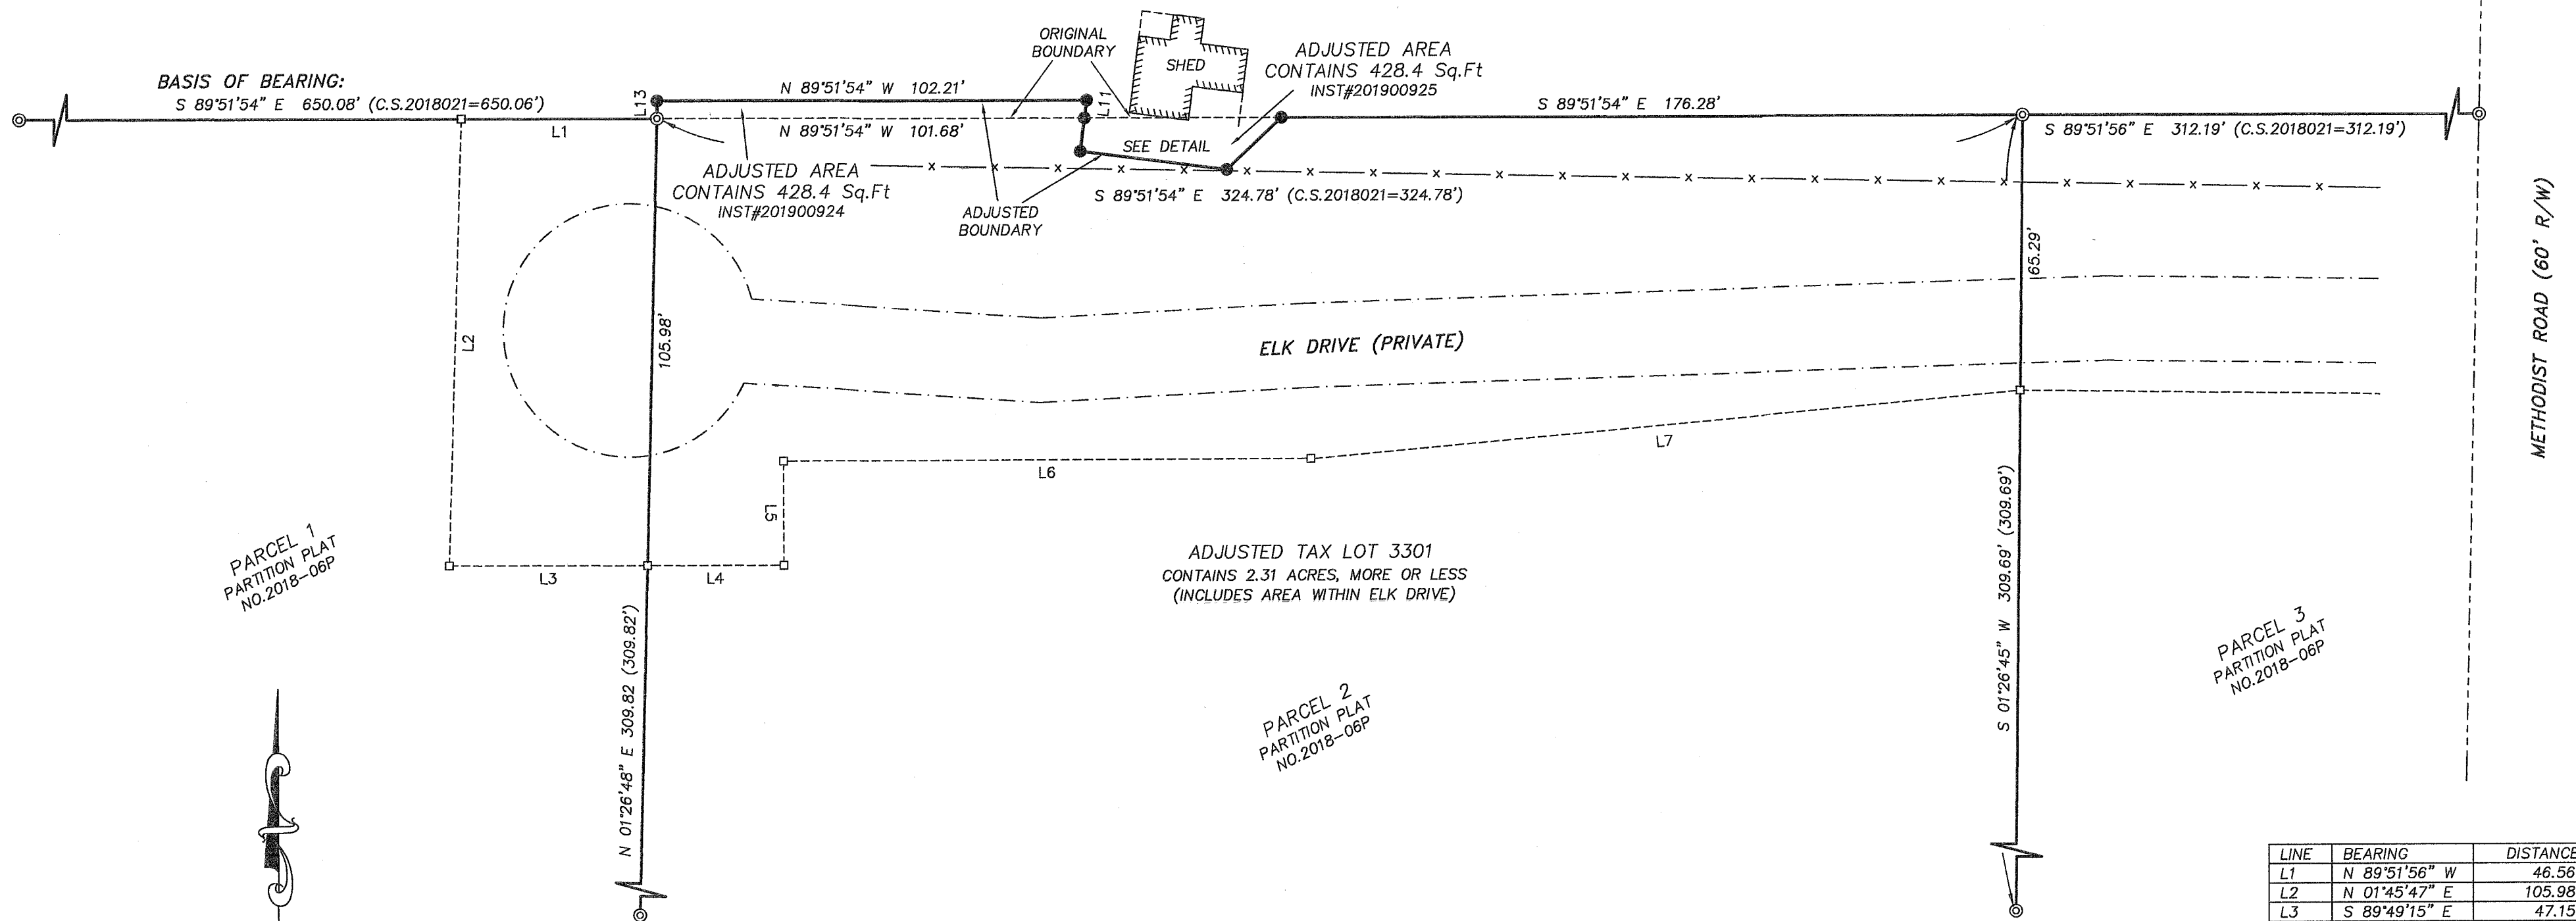 ORIGINAL
BOUNDARY
SHED
ADJUSTED AREA
CONTAINS 428.4 Sq.Ft
INST#201900925
BASIS OF BEARING:
S 89°51'54" E 650.08' (C.S.2018021=650.06')
L13
N 89°51'54" W 102.21'
L11
S 89°51'54" E 176.28'
L1
N 89°51'54" W 101.68'
S 89°51'56" E 312.19' (C.S.2018021=312.19')
SEE DETAIL
ADJUSTED AREA
CONTAINS 428.4 Sq.Ft
INST#201900924
x x x x x x x x x x x x x x x x x x x x x x x
S 89°51'54" E 324.78' (C.S.2018021=324.78')
ADJUSTED
BOUNDARY
METHODIST ROAD (60' R/W)
65.29'
L2
105.98'
ELK DRIVE (PRIVATE)
L7
L6
L5
L3
L4
PARCEL 1
PARTITION PLAT
NO.2018-06P
ADJUSTED TAX LOT 3301
CONTAINS 2.31 ACRES, MORE OR LESS
(INCLUDES AREA WITHIN ELK DRIVE)
N 01°26'48" E 309.82 (309.82')
S 01°26'45" W 309.69' (309.69')
PARCEL 2
PARTITION PLAT
NO.2018-06P
PARCEL 3
PARTITION PLAT
NO.2018-06P
LINE BEARING DISTANCE
L1 N 89°51'56" W 46.56
L2 N 01°45'47" E 105.98
L3 S 89°49'15" E 47.15